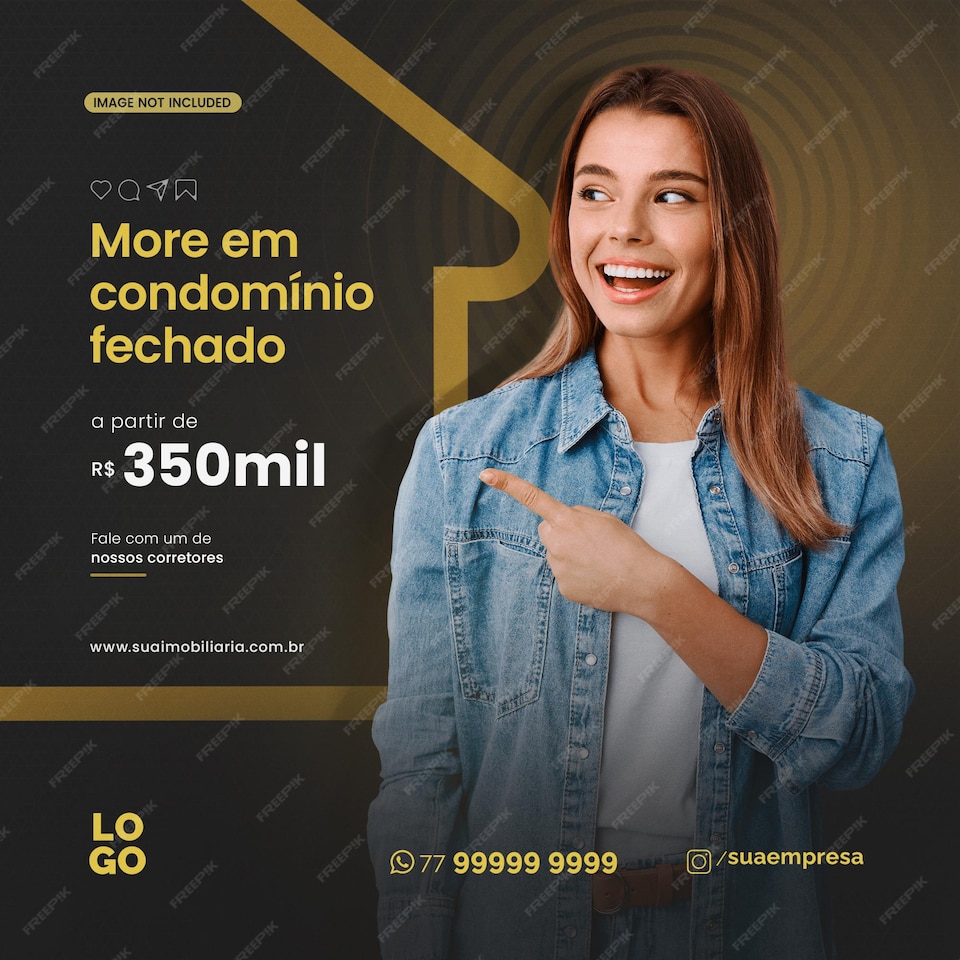 IMAGE NOT INCLUDED
More em
condomínio
fechado
a partir de
R$ 350mil
Fale com um de
nossos corretores
www.suaimobiliaria.com.br
LO
GO
77 99999 9999
/suaempresa
FREEPIK